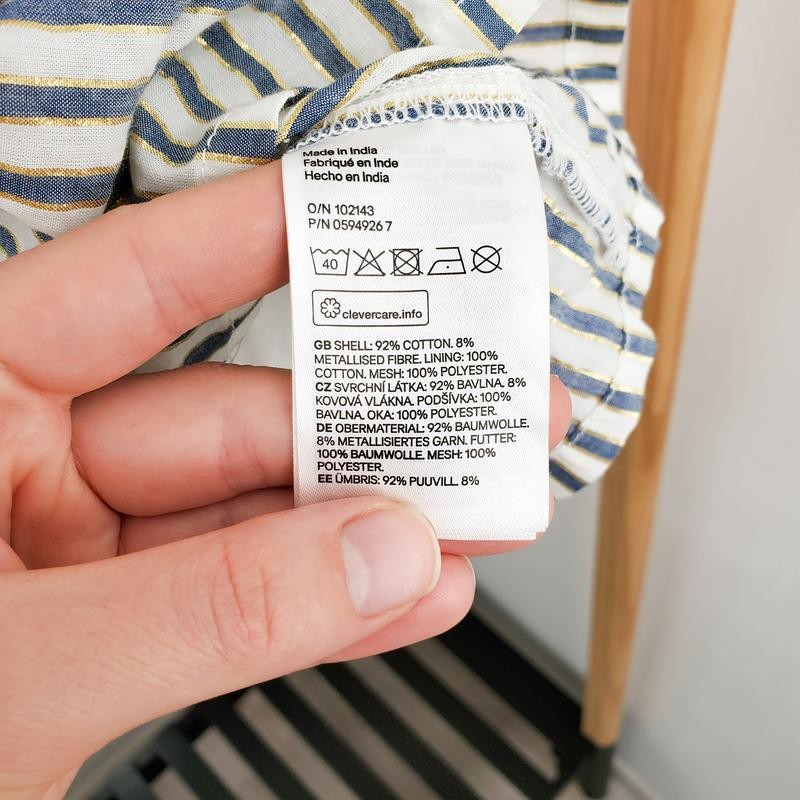 Made in India
Fabriqué en Inde
Hecho en India
O/N 102143
P/N 0594926 7
40
clevercare.info
GB SHELL: 92% COTTON. 8%
METALLISED FIBRE. LINING: 100%
COTTON. MESH: 100% POLYESTER.
CZ SVRCHNÍ LÁTKA: 92% BAVLNA. 8%
KOVOVÁ VLÁKNA. PODŠÍVKA: 100%
BAVLNA. OKA: 100% POLYESTER.
DE OBERMATERIAL: 92% BAUMWOLLE.
8% METALLISIERTES GARN. FUTTER:
100% BAUMWOLLE. MESH: 100%
POLYESTER.
EE ÜMBRIS: 92% PUUVILL. 8%